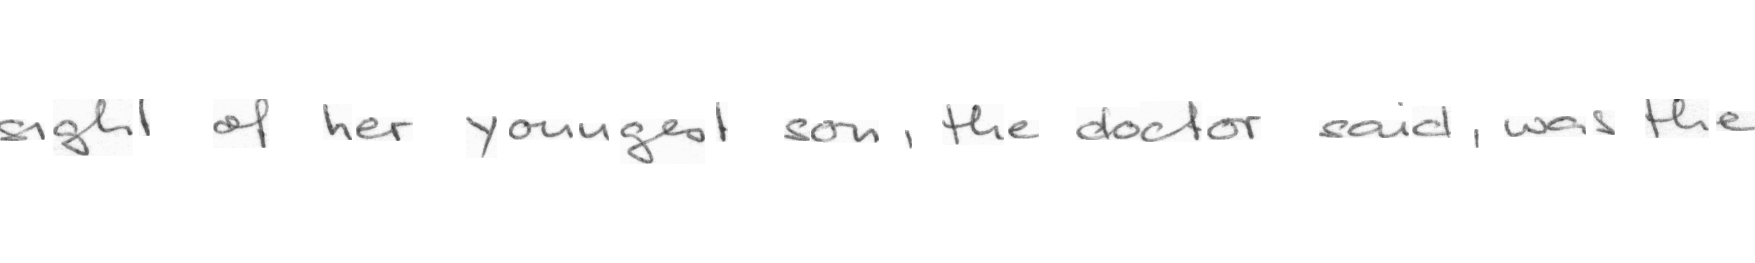 sight of her youngest son, the doctor said, was the